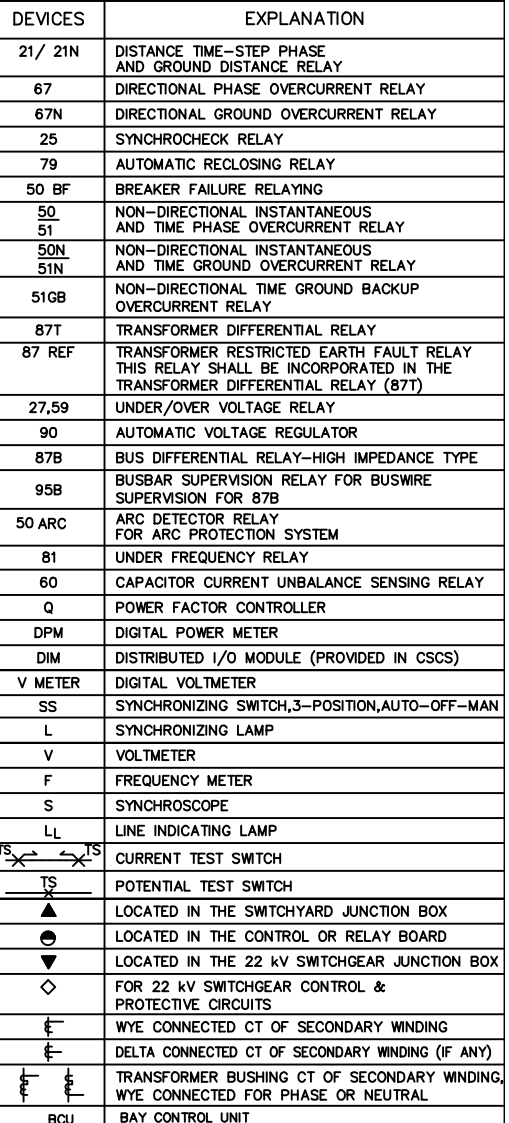 DEVICES EXPLANATION
21/ 21N DISTANCE TIME-STEP PHASE
AND GROUND DISTANCE RELAY
67 DIRECTIONAL PHASE OVERCURRENT RELAY
67N DIRECTIONAL GROUND OVERCURRENT RELAY
25 SYNCHROCHECK RELAY
79 AUTOMATIC RECLOSING RELAY
50 BF BREAKER FAILURE RELAYING
50 NON-DIRECTIONAL INSTANTANEOUS
51 AND TIME PHASE OVERCURRENT RELAY
50N NON-DIRECTIONAL INSTANTANEOUS
51N AND TIME GROUND OVERCURRENT RELAY
51GB NON-DIRECTIONAL TIME GROUND BACKUP
OVERCURRENT RELAY
87T TRANSFORMER DIFFERENTIAL RELAY
87 REF TRANSFORMER RESTRICTED EARTH FAULT RELAY
THIS RELAY SHALL BE INCORPORATED IN THE
TRANSFORMER DIFFERENTIAL RELAY (87T)
27,59 UNDER/OVER VOLTAGE RELAY
90 AUTOMATIC VOLTAGE REGULATOR
87B BUS DIFFERENTIAL RELAY-HIGH IMPEDANCE TYPE
95B BUSBAR SUPERVISION RELAY FOR BUSWIRE
SUPERVISION FOR 87B
50 ARC ARC DETECTOR RELAY
FOR ARC PROTECTION SYSTEM
81 UNDER FREQUENCY RELAY
60 CAPACITOR CURRENT UNBALANCE SENSING RELAY
Q POWER FACTOR CONTROLLER
DPM DIGITAL POWER METER
DIM DISTRIBUTED I/O MODULE (PROVIDED IN CSCS)
V METER DIGITAL VOLTMETER
SS SYNCHRONIZING SWITCH,3-POSITION,AUTO-OFF-MAN
L SYNCHRONIZING LAMP
V VOLTMETER
F FREQUENCY METER
S SYNCHROSCOPE
LL LINE INDICATING LAMP
TS TS CURRENT TEST SWITCH
TS POTENTIAL TEST SWITCH
LOCATED IN THE SWITCHYARD JUNCTION BOX
LOCATED IN THE CONTROL OR RELAY BOARD
LOCATED IN THE 22 kV SWITCHGEAR JUNCTION BOX
FOR 22 kV SWITCHGEAR CONTROL &
PROTECTIVE CIRCUITS
WYE CONNECTED CT OF SECONDARY WINDING
DELTA CONNECTED CT OF SECONDARY WINDING (IF ANY)
TRANSFORMER BUSHING CT OF SECONDARY WINDING,
WYE CONNECTED FOR PHASE OR NEUTRAL
BCU BAY CONTROL UNIT